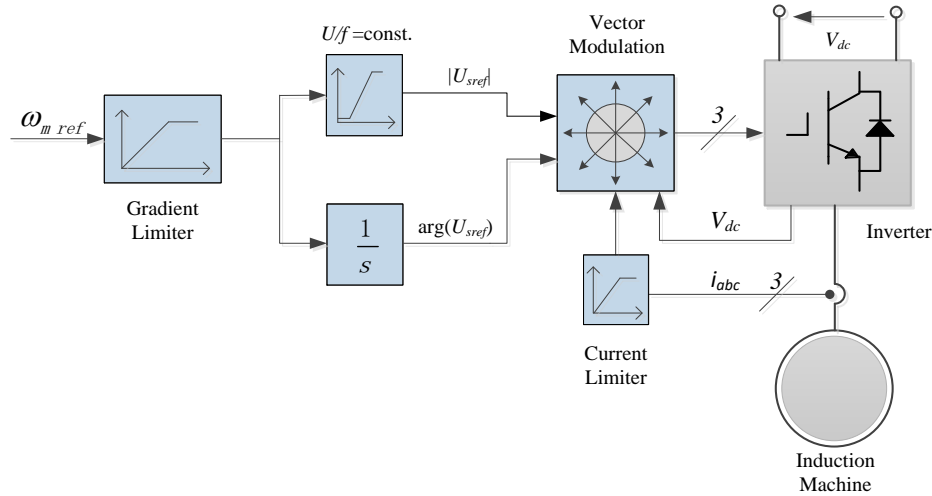 U/f =const.
Vector
Modulation
V_dc
|U_sref|
ω_m ref
3
Gradient
Limiter
1
s
arg(U_sref)
V_dc
Inverter
i_abc
3
Current
Limiter
Induction
Machine